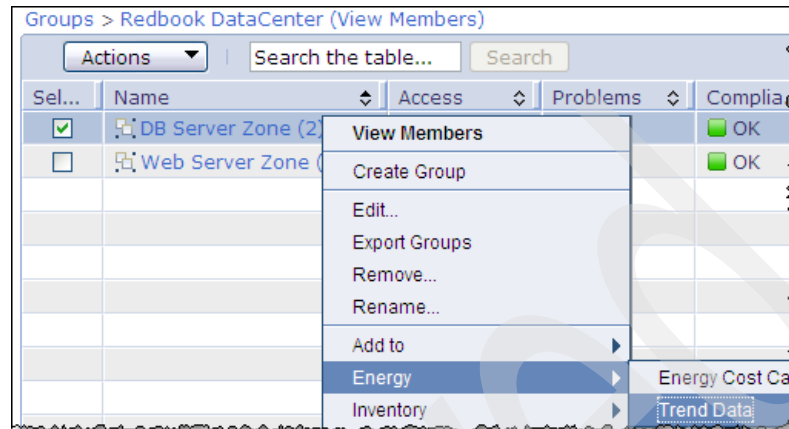 Groups > Redbook DataCenter (View Members)
Actions Search the table... Search
Sel... Name Access Problems Complia
DB Server Zone (2) OK
Web Server Zone ( OK
View Members
Create Group
Edit...
Export Groups
Remove...
Rename...
Add to
Energy
Energy Cost Ca
Inventory
Trend Data